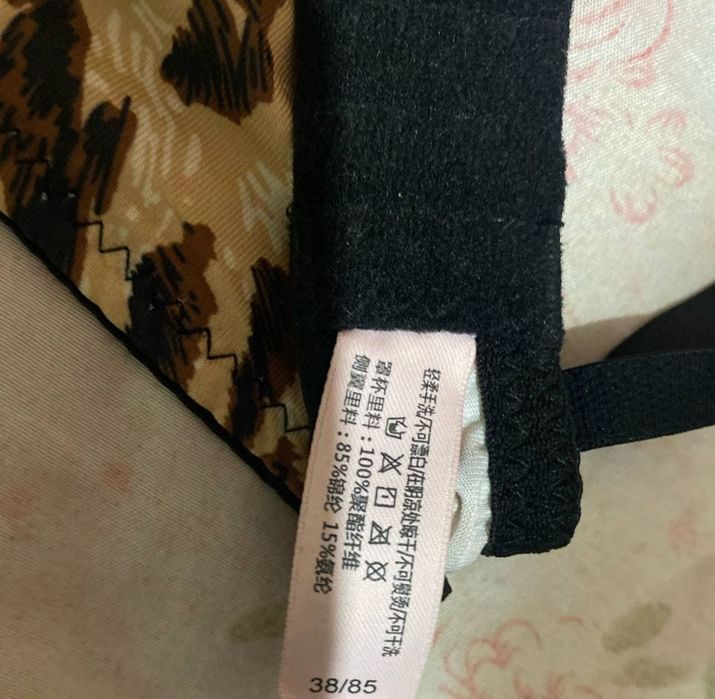 轻柔手洗/不可漂白/在阴凉处晾干/不可熨烫/不可干洗
罩杯里料：100%聚酯纤维
侧翼里料：85%锦纶 15%氨纶
38/85